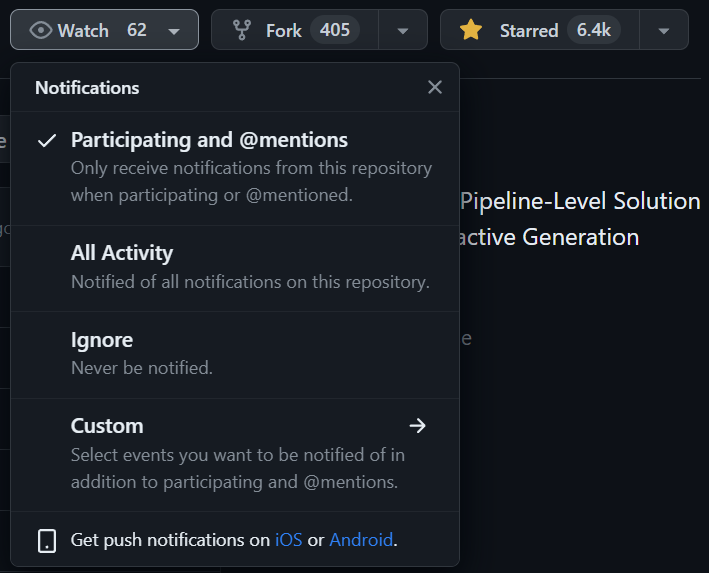 Watch 62
Fork 405
Starred 6.4k
Notifications
Participating and @mentions
Only receive notifications from this repository
when participating or @mentioned.
All Activity
Notified of all notifications on this repository.
Ignore
Never be notified.
Custom
Select events you want to be notified of in
addition to participating and @mentions.
Get push notifications on iOS or Android.
Pipeline-Level Solution
active Generation